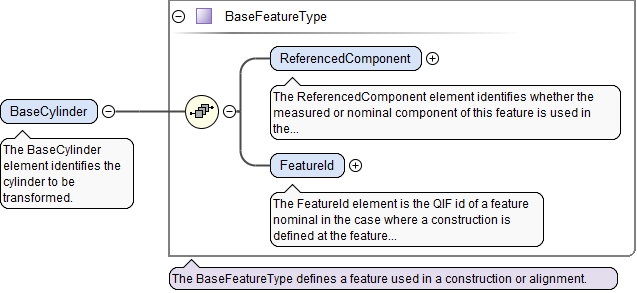 BaseFeatureType
ReferencedComponent
The ReferencedComponent element identifies whether the
measured or nominal component of this feature is used in
the...
BaseCylinder
The BaseCylinder
element identifies the
cylinder to be
transformed.
FeatureId
The FeatureId element is the QIF id of a feature
nominal in the case where a construction is
defined at the feature...
The BaseFeatureType defines a feature used in a construction or alignment.